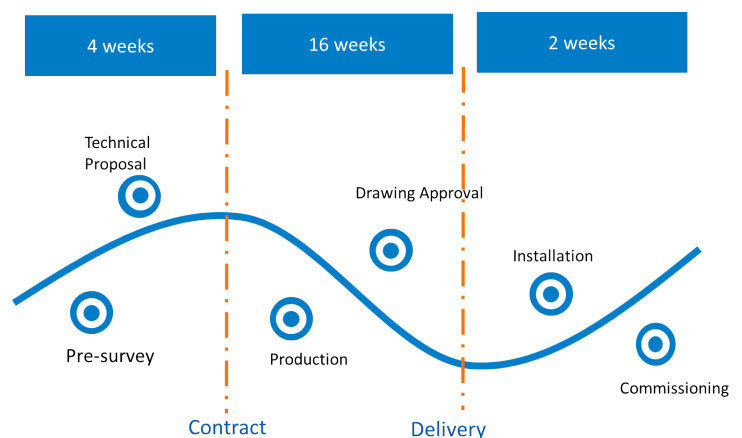 4 weeks
16 weeks
2 weeks
Technical
Proposal
Drawing Approval
Installation
Pre-survey
Production
Commissioning
Contract
Delivery